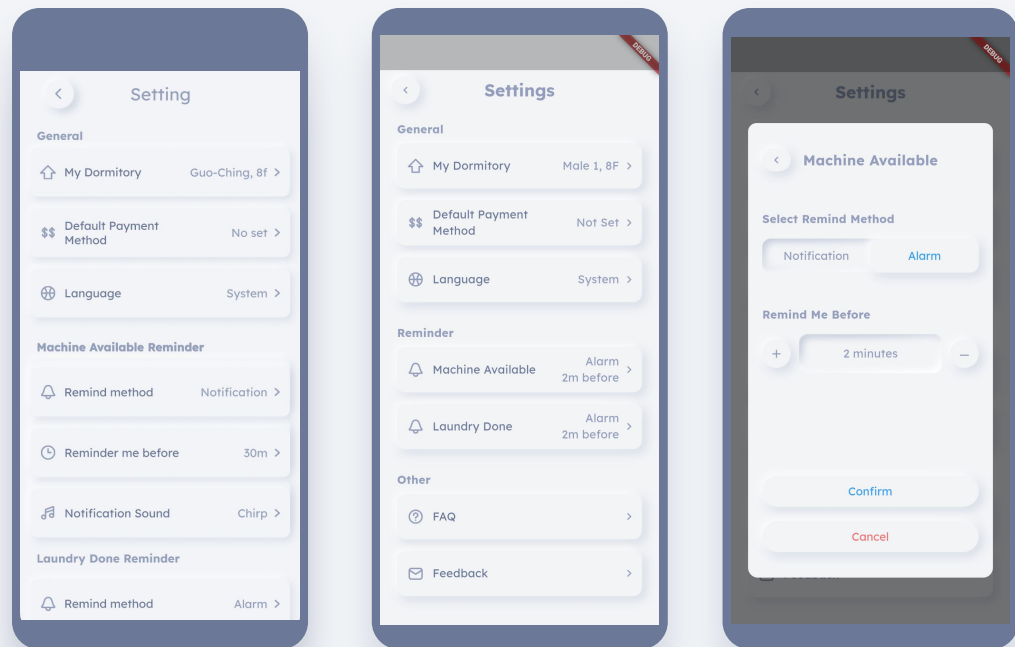 Setting
General
My Dormitory
Guo-Ching, 8f
$$
Default Payment
Method
No set
Language
System
Machine Available Reminder
Remind method
Notification
Reminder me before
30m
Notification Sound
Chirp
Laundry Done Reminder
Remind method
Alarm
DEBUG
Settings
General
My Dormitory
Male 1, 8F
$$
Default Payment
Method
Not Set
Language
System
Reminder
Machine Available
Alarm
2m before
Laundry Done
Alarm
2m before
Other
FAQ
Feedback
DEBUG
Settings
Machine Available
Select Remind Method
Notification
Alarm
Remind Me Before
+
2 minutes
–
Confirm
Cancel
Feedback